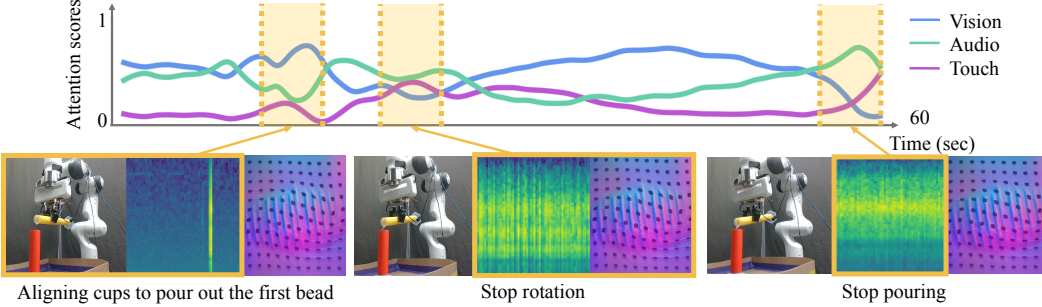 Attention scores
1
0
Vision
Audio
Touch
60
Time (sec)
Aligning cups to pour out the first bead
Stop rotation
Stop pouring